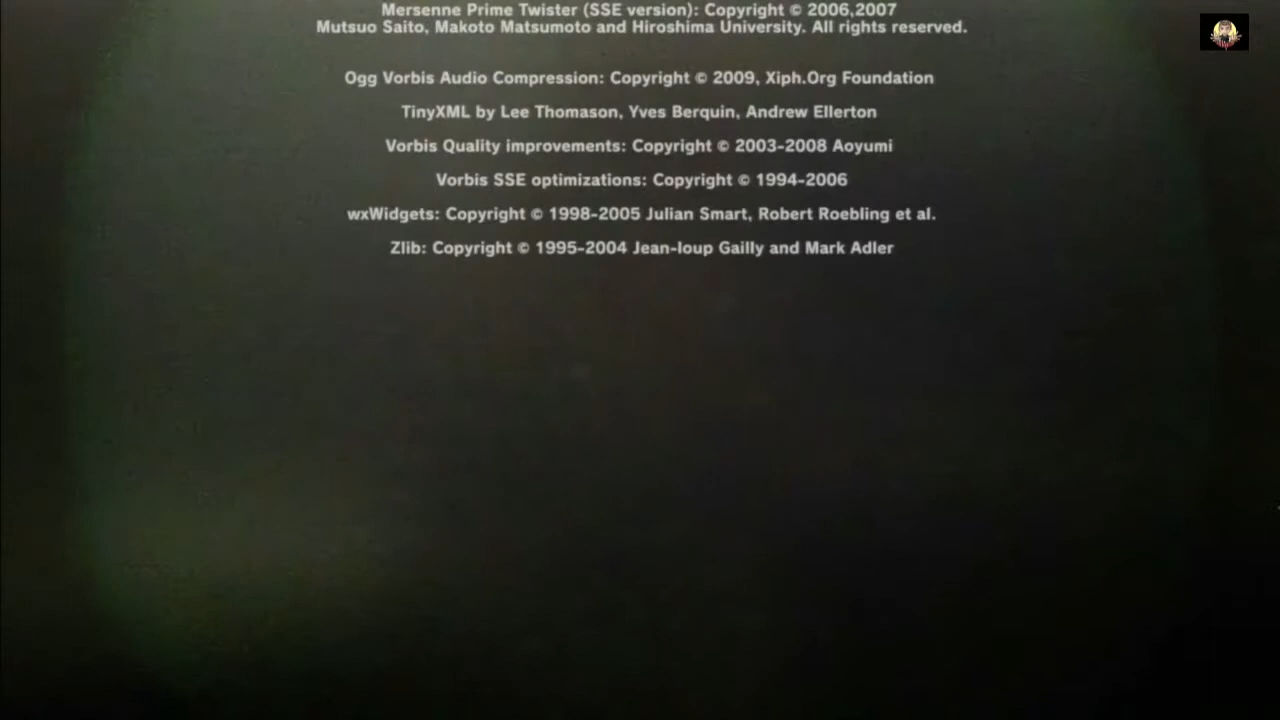 Mersenne Prime Twister (SSE version): Copyright © 2006,2007
Mutsuo Saito, Makoto Matsumoto and Hiroshima University. All rights reserved.
Ogg Vorbis Audio Compression: Copyright © 2009, Xiph.Org Foundation
TinyXML by Lee Thomason, Yves Berquin, Andrew Ellerton
Vorbis Quality improvements: Copyright © 2003-2008 Aoyumi
Vorbis SSE optimizations: Copyright © 1994-2006
wxWidgets: Copyright © 1998-2005 Julian Smart, Robert Roebling et al.
Zlib: Copyright © 1995-2004 Jean-loup Gailly and Mark Adler